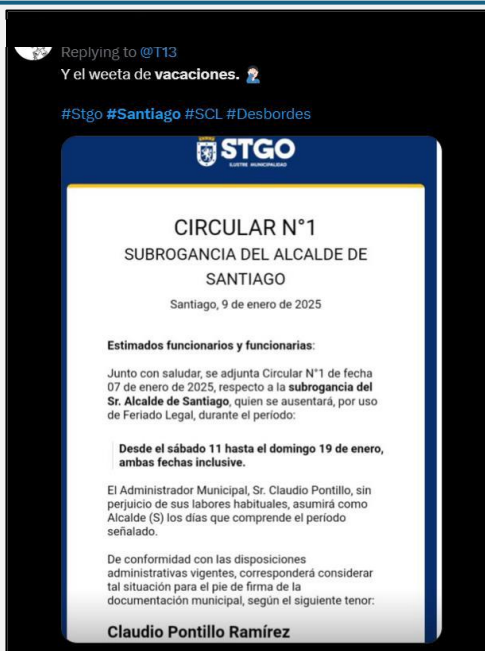 Replying to @T13
Y el weeta de vacaciones. 🤦🏻‍♂️
#Stgo #Santiago #SCL #Desbordes
STGO
ILUSTRE MUNICIPALIDAD
CIRCULAR N°1
SUBROGANCIA DEL ALCALDE DE
SANTIAGO
Santiago, 9 de enero de 2025
Estimados funcionarios y funcionarias:
Junto con saludar, se adjunta Circular N°1 de fecha
07 de enero de 2025, respecto a la subrogancia del
Sr. Alcalde de Santiago, quien se ausentará, por uso
de Feriado Legal, durante el período:
Desde el sábado 11 hasta el domingo 19 de enero,
ambas fechas inclusive.
El Administrador Municipal, Sr. Claudio Pontillo, sin
perjuicio de sus labores habituales, asumirá como
Alcalde (S) los días que comprende el período
señalado.
De conformidad con las disposiciones
administrativas vigentes, corresponderá considerar
tal situación para el pie de firma de la
documentación municipal, según el siguiente tenor:
Claudio Pontillo Ramírez